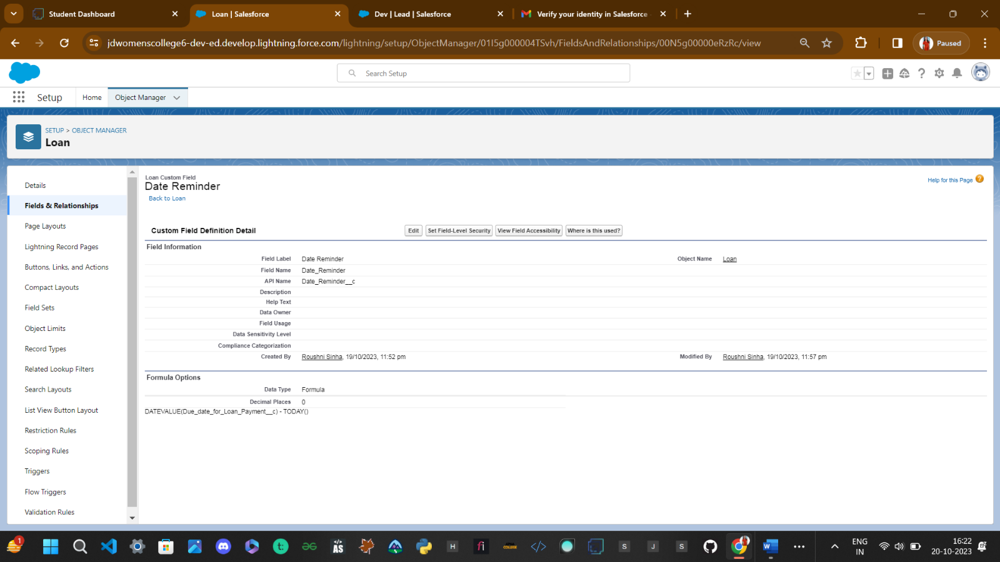 Student Dashboard
Loan | Salesforce
Dev | Lead | Salesforce
Verify your identity in Salesforce
jdwomenscollege6-dev-ed.develop.lightning.force.com/lightning/setup/ObjectManager/01I5g000004TSvh/FieldsAndRelationships/00N5g00000eRzRc/view
Paused
Search Setup
Setup
Home
Object Manager
SETUP > OBJECT MANAGER
Loan
Details
Fields & Relationships
Page Layouts
Lightning Record Pages
Buttons, Links, and Actions
Compact Layouts
Field Sets
Object Limits
Record Types
Related Lookup Filters
Search Layouts
List View Button Layout
Restriction Rules
Scoping Rules
Triggers
Flow Triggers
Validation Rules
Loan Custom Field
Date Reminder
Back to Loan
Help for this Page
Custom Field Definition Detail
Edit
Set Field-Level Security
View Field Accessibility
Where is this used?
Field Information
Field Label Date Reminder Object Name Loan
Field Name Date_Reminder
API Name Date_Reminder__c
Description
Help Text
Data Owner
Field Usage
Data Sensitivity Level
Compliance Categorization
Created By Roushni Sinha, 19/10/2023, 11:52 pm Modified By Roushni Sinha, 19/10/2023, 11:57 pm
Formula Options
Data Type Formula
Decimal Places 0
DATEVALUE(Due_date_for_Loan_Payment__c) - TODAY()
1
t:
</>
AS
H
fi
COLLEGE
</>
S
J
S
W
ENG
IN
16:22
20-10-2023